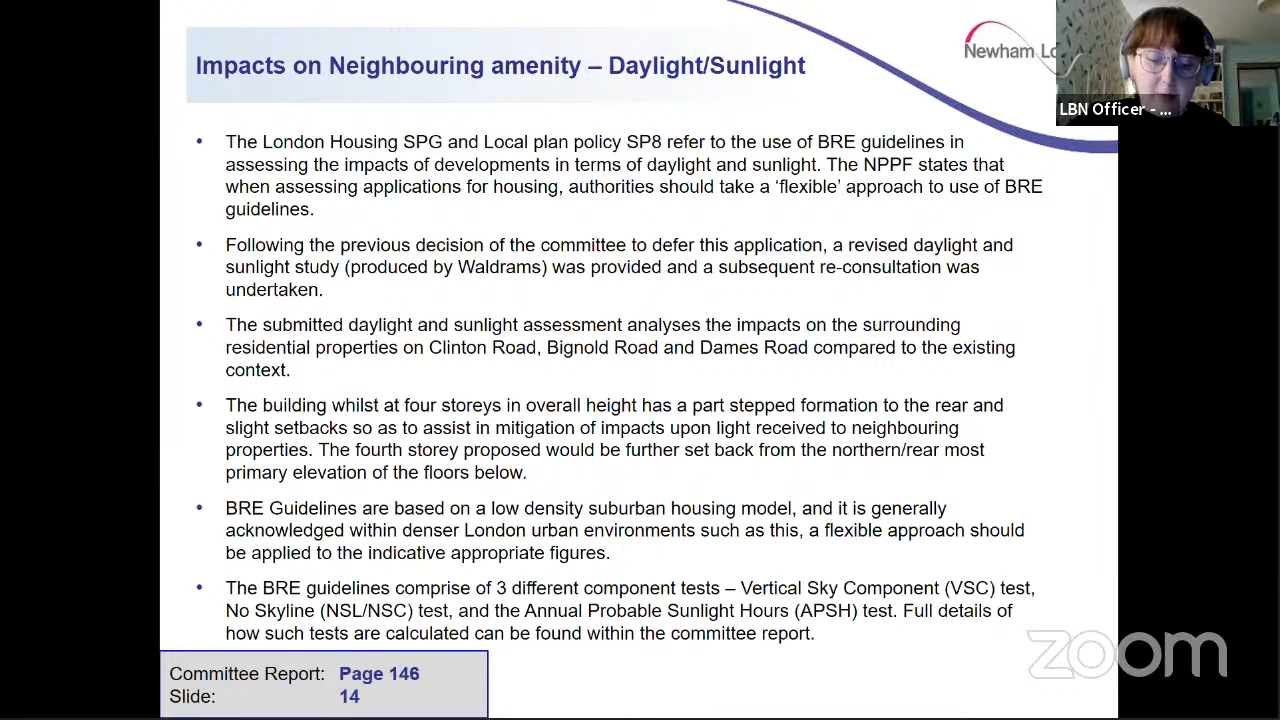 Impacts on Neighbouring amenity – Daylight/Sunlight
Newham Lo
LBN Officer - ...
• The London Housing SPG and Local plan policy SP8 refer to the use of BRE guidelines in
assessing the impacts of developments in terms of daylight and sunlight. The NPPF states that
when assessing applications for housing, authorities should take a ‘flexible’ approach to use of BRE
guidelines.
• Following the previous decision of the committee to defer this application, a revised daylight and
sunlight study (produced by Waldrams) was provided and a subsequent re-consultation was
undertaken.
• The submitted daylight and sunlight assessment analyses the impacts on the surrounding
residential properties on Clinton Road, Bignold Road and Dames Road compared to the existing
context.
• The building whilst at four storeys in overall height has a part stepped formation to the rear and
slight setbacks so as to assist in mitigation of impacts upon light received to neighbouring
properties. The fourth storey proposed would be further set back from the northern/rear most
primary elevation of the floors below.
• BRE Guidelines are based on a low density suburban housing model, and it is generally
acknowledged within denser London urban environments such as this, a flexible approach should
be applied to the indicative appropriate figures.
• The BRE guidelines comprise of 3 different component tests – Vertical Sky Component (VSC) test,
No Skyline (NSL/NSC) test, and the Annual Probable Sunlight Hours (APSH) test. Full details of
how such tests are calculated can be found within the committee report.
zoom
Committee Report: Page 146
Slide: 14